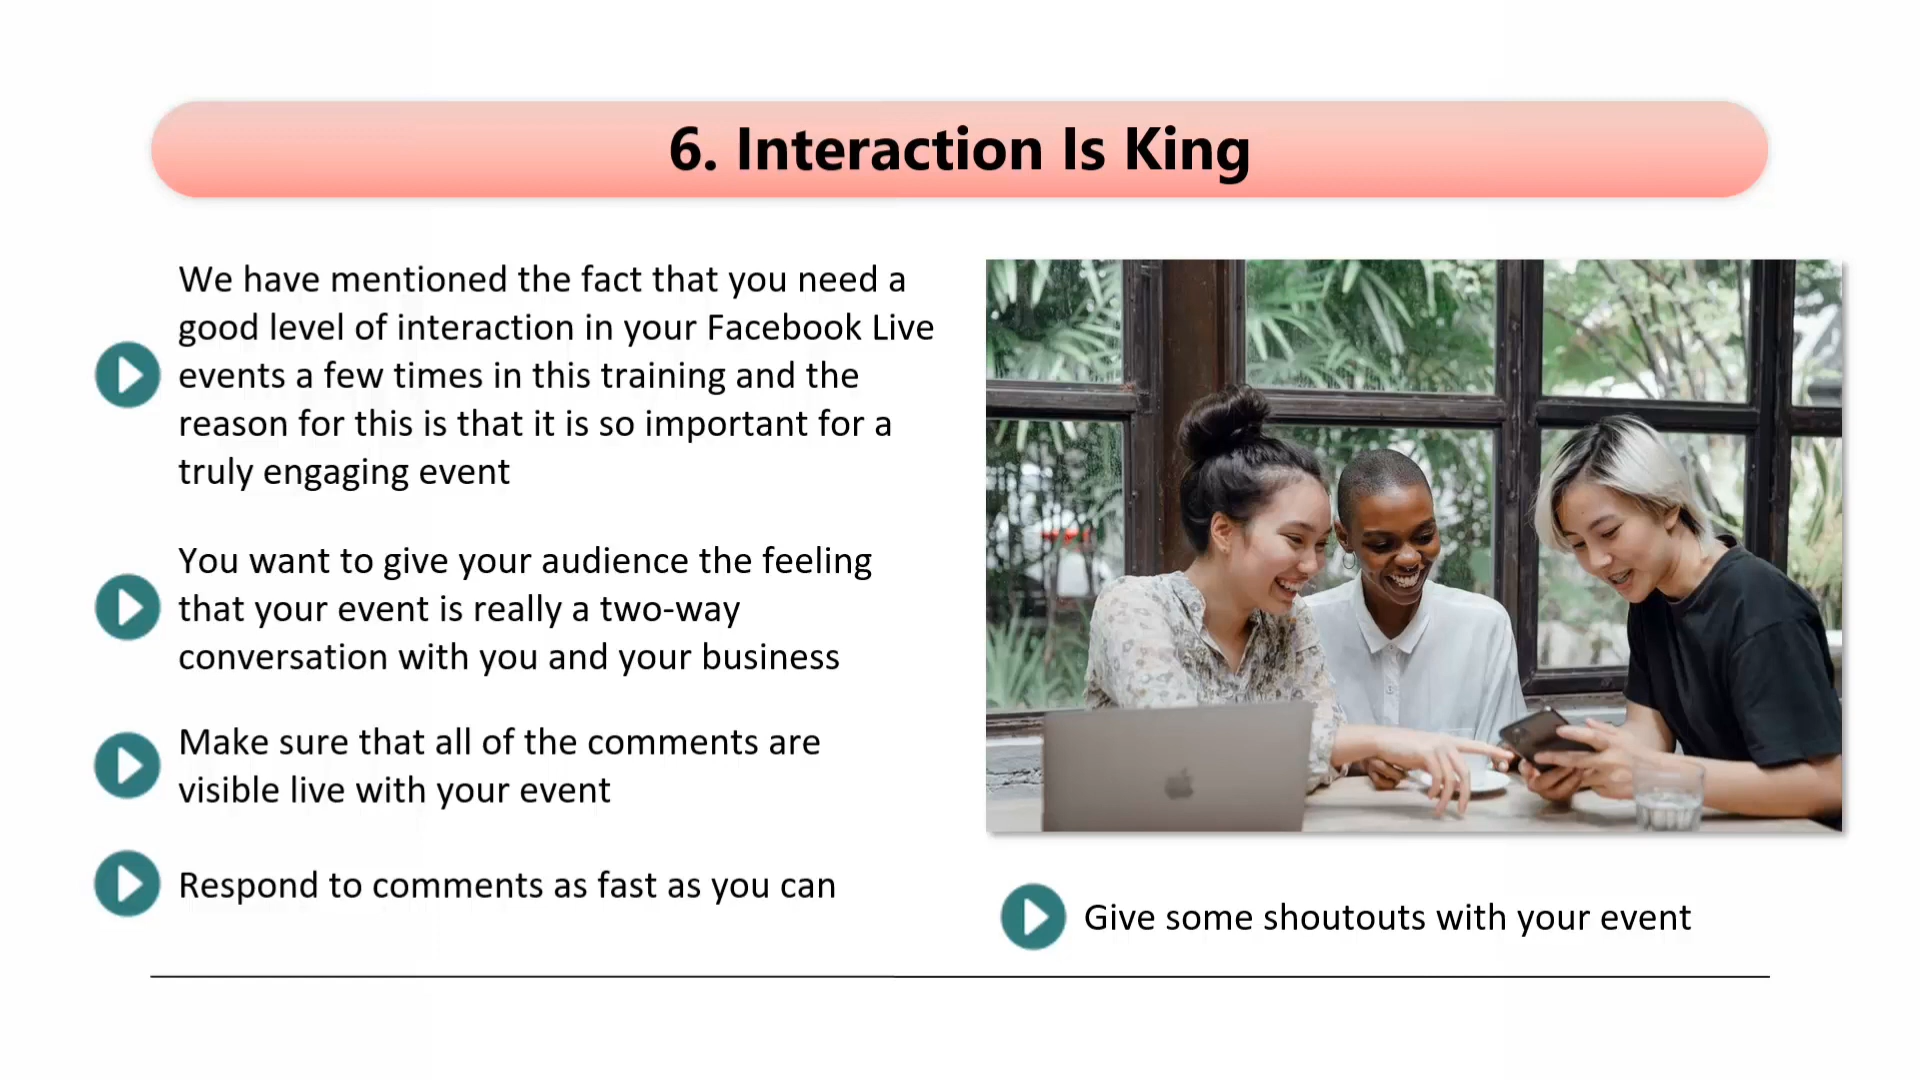 6. Interaction Is King
We have mentioned the fact that you need a
good level of interaction in your Facebook Live
events a few times in this training and the
reason for this is that it is so important for a
truly engaging event
You want to give your audience the feeling
that your event is really a two-way
conversation with you and your business
Make sure that all of the comments are
visible live with your event
Respond to comments as fast as you can
Give some shoutouts with your event